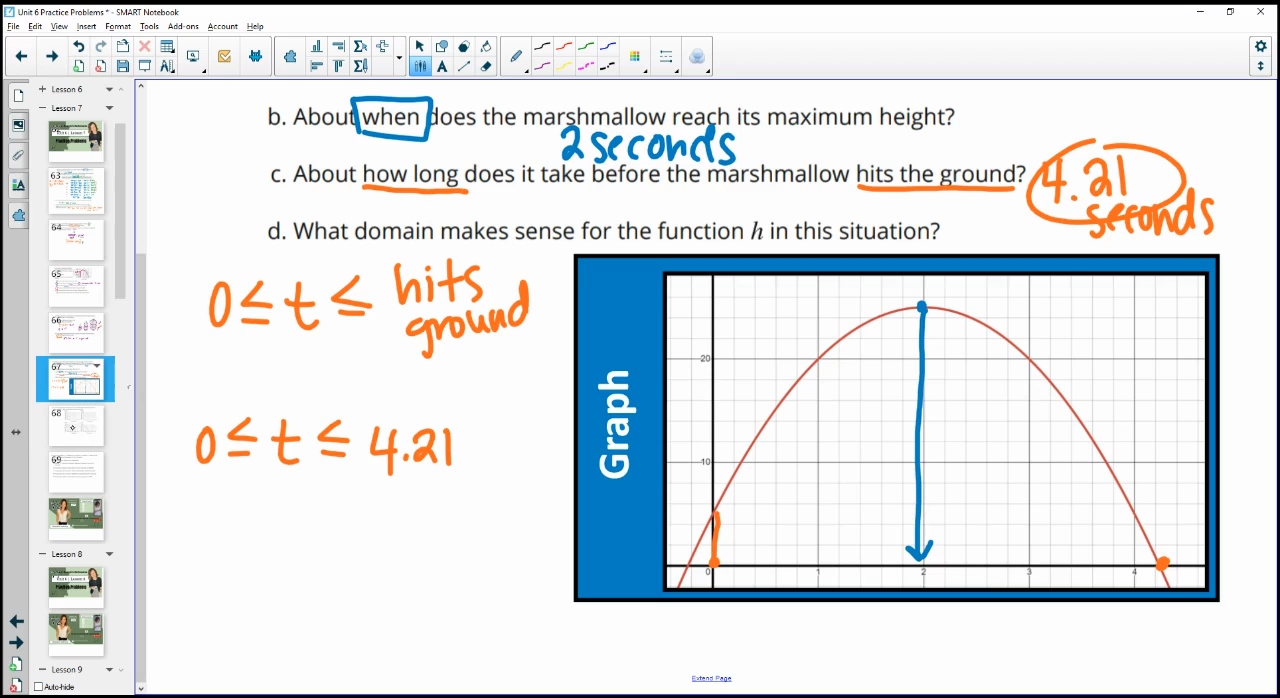 Unit 6 Practice Problems * - SMART Notebook
File Edit View Insert Format Tools Add-ons Account Help
Lesson 6
Lesson 7
63
64
65
66
67
68
69
Lesson 8
Lesson 9
Auto-hide
b. About when does the marshmallow reach its maximum height?
2 seconds
c. About how long does it take before the marshmallow hits the ground?
4.21
seconds
d. What domain makes sense for the function h in this situation?
0 ≤ t ≤ hits
ground
0 ≤ t ≤ 4.21
Graph
20
10
0 1 2 3 4
Extend Page